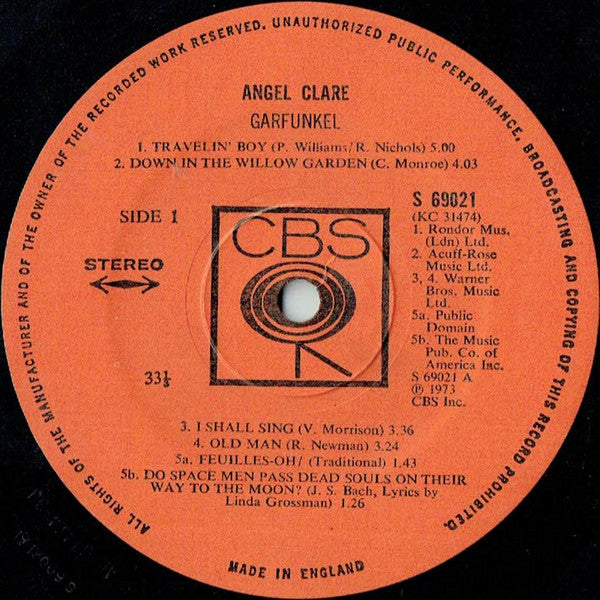 ALL RIGHTS OF THE MANUFACTURER AND OF THE OWNER OF THE RECORDED WORK RESERVED. UNAUTHORIZED PUBLIC PERFORMANCE, BROADCASTING AND COPYING OF THIS RECORD PROHIBITED.
ANGEL CLARE
GARFUNKEL
1. TRAVELIN' BOY (P. Williams/R. Nichols) 5.00
2. DOWN IN THE WILLOW GARDEN (C. Monroe) 4.03
SIDE 1
STEREO
33⅓
CBS
S 69021
(KC 31474)
1. Rondor Mus.
(Ldn) Ltd.
2. Acuff-Rose
Music Ltd.
3, 4. Warner
Bros. Music
Ltd.
5a. Public
Domain
5b. The Music
Pub. Co. of
America Inc.
S 69021 A
Ⓟ 1973
CBS Inc.
3. I SHALL SING (V. Morrison) 3.36
4. OLD MAN (R. Newman) 3.24
5a. FEUILLES-OH/ (Traditional) 1.43
5b. DO SPACE MEN PASS DEAD SOULS ON THEIR
WAY TO THE MOON? (J. S. Bach, Lyrics by
Linda Grossman) 1.26
MADE IN ENGLAND